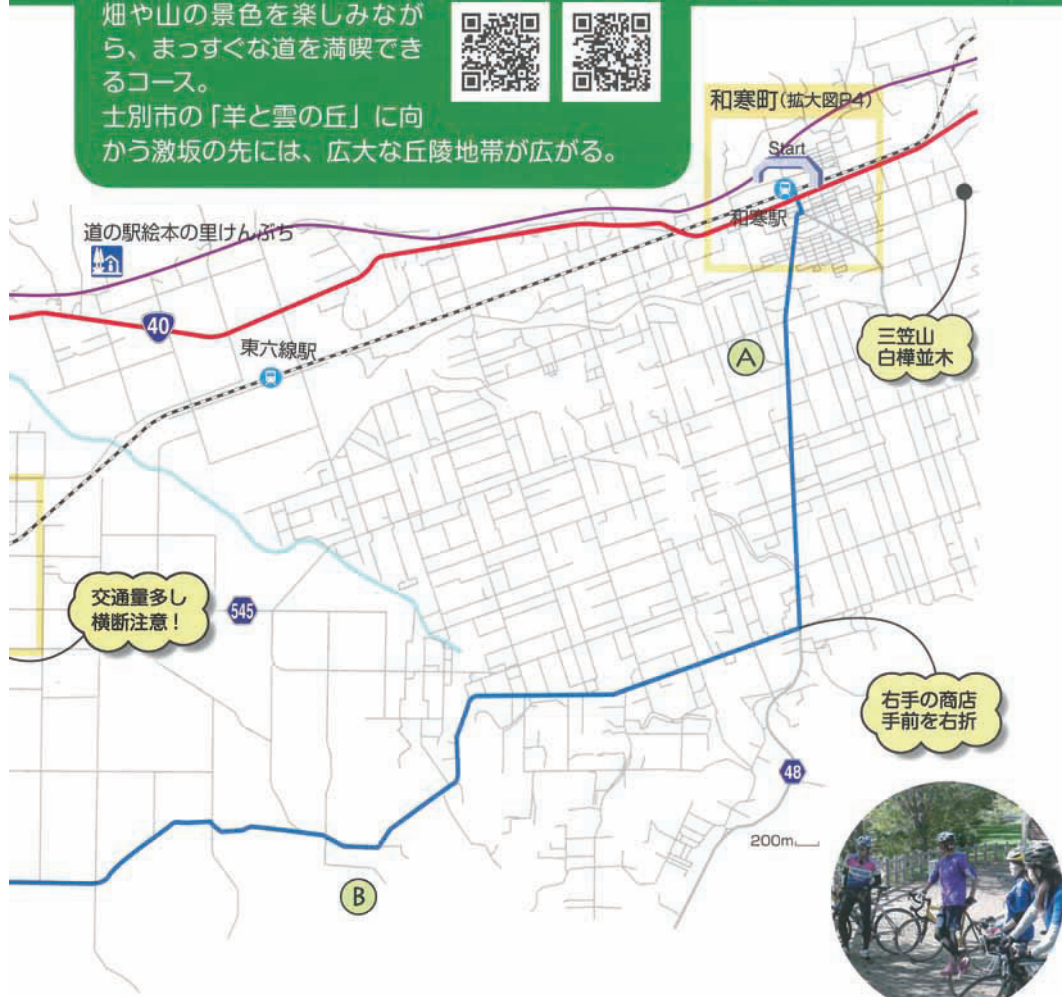 畑や山の景色を楽しみなが
ら、まっすぐな道を満喫でき
るコース。
士別市の「羊と雲の丘」に向
かう激坂の先には、広大な丘陵地帯が広がる。
和寒町(拡大図P4)
Start
和寒駅
道の駅絵本の里けんぶち
40
東六線駅
A
三笠山
白樺並木
交通量多し
横断注意！
545
右手の商店
手前を右折
48
200m
B